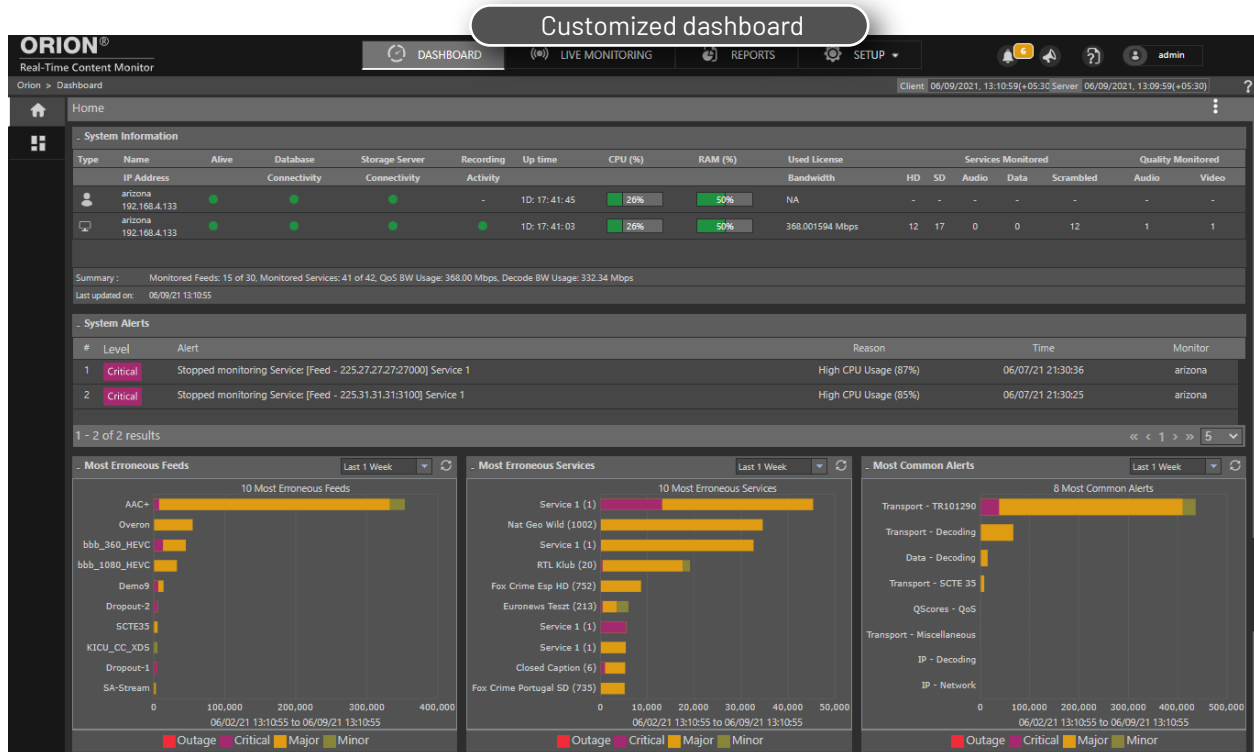 Customized dashboard
ORION®
Real-Time Content Monitor
DASHBOARD
LIVE MONITORING
REPORTS
SETUP
6
admin
Orion > Dashboard
Client 06/09/2021, 13:10:59(+05:30 Server 06/09/2021, 13:09:59(+05:30)
?
Home
System Information
Type Name Alive Database Storage Server Recording Up time CPU (%) RAM (%) Used License Services Monitored Quality Monitored
IP Address Connectivity Connectivity Activity Bandwidth HD SD Audio Data Scrambled Audio Video
arizona
192.168.4.133 - 1D: 17: 41: 45 26% 50% NA - - - - - - -
arizona
192.168.4.133 1D: 17: 41: 03 26% 50% 368.001594 Mbps 12 17 0 0 12 1 1
Summary : Monitored Feeds: 15 of 30, Monitored Services: 41 of 42, QoS BW Usage: 368.00 Mbps, Decode BW Usage: 332.34 Mbps
Last updated on: 06/09/21 13:10:55
System Alerts
# Level Alert Reason Time Monitor
1 Critical Stopped monitoring Service: [Feed - 225.27.27.27:27000] Service 1 High CPU Usage (87%) 06/07/21 21:30:36 arizona
2 Critical Stopped monitoring Service: [Feed - 225.31.31.31:3100] Service 1 High CPU Usage (85%) 06/07/21 21:30:25 arizona
1 - 2 of 2 results
« < 1 > » 5
Most Erroneous Feeds
Last 1 Week
10 Most Erroneous Feeds
AAC+
Overon
bbb_360_HEVC
bbb_1080_HEVC
Demo9
Dropout-2
SCTE35
KICU_CC_XDS
Dropout-1
SA-Stream
0 100,000 200,000 300,000 400,000
06/02/21 13:10:55 to 06/09/21 13:10:55
Outage Critical Major Minor
Most Erroneous Services
Last 1 Week
10 Most Erroneous Services
Service 1 (1)
Nat Geo Wild (1002)
Service 1 (1)
RTL Klub (20)
Fox Crime Esp HD (752)
Euronews Teszt (213)
Service 1 (1)
Service 1 (1)
Closed Caption (6)
Fox Crime Portugal SD (735)
0 10,000 20,000 30,000 40,000 50,000
06/02/21 13:10:55 to 06/09/21 13:10:55
Outage Critical Major Minor
Most Common Alerts
Last 1 Week
8 Most Common Alerts
Transport - TR101290
Transport - Decoding
Data - Decoding
Transport - SCTE 35
QScores - QoS
Transport - Miscellaneous
IP - Decoding
IP - Network
0 100,000 200,000 300,000 400,000 500,000
06/02/21 13:10:55 to 06/09/21 13:10:55
Outage Critical Major Minor